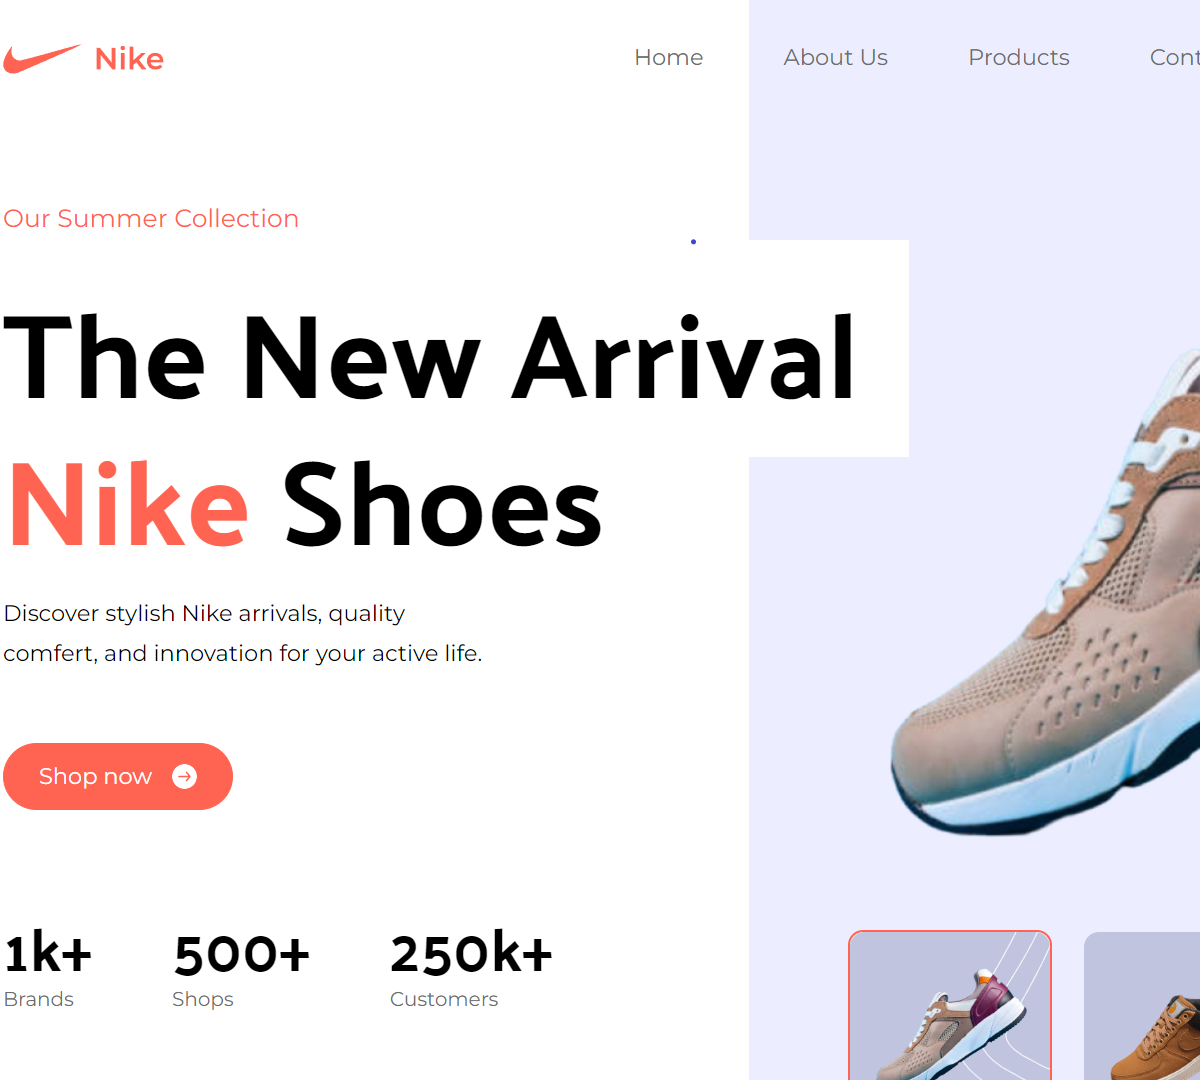 Nike
Home About Us Products Cont
Our Summer Collection
The New Arrival
Nike Shoes
Discover stylish Nike arrivals, quality
comfert, and innovation for your active life.
Shop now
1k+ 500+ 250k+
Brands Shops Customers